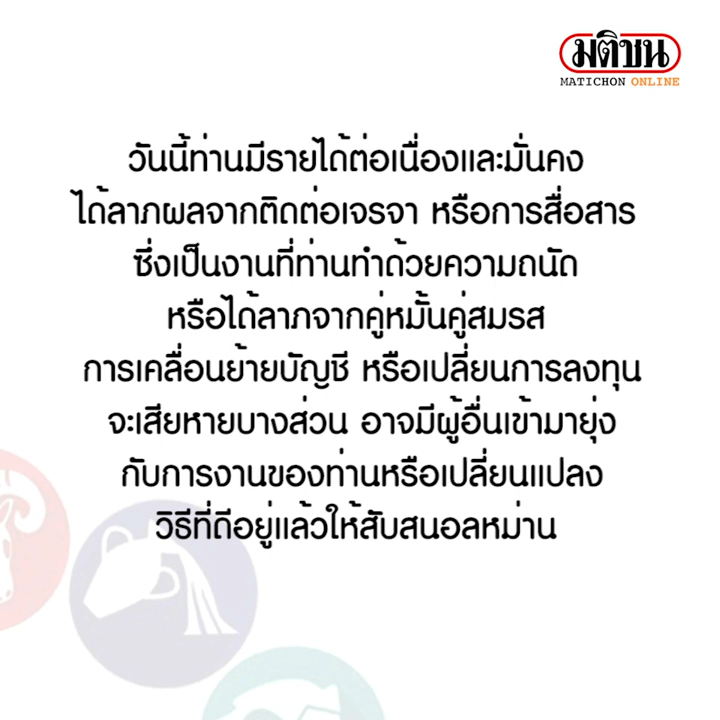 มติชน
MATICHON ONLINE
วันนี้ท่านมีรายได้ต่อเนื่องและมั่นคง
ได้ลาภผลจากติดต่อเจรจา หรือการสื่อสาร
ซึ่งเป็นงานที่ท่านทำด้วยความถนัด
หรือได้ลาภจากคู่หมั้นคู่สมรส
การเคลื่อนย้ายบัญชี หรือเปลี่ยนการลงทุน
จะเสียหายบางส่วน อาจมีผู้อื่นเข้ามายุ่ง
กับการงานของท่านหรือเปลี่ยนแปลง
วิธีที่ดีอยู่แล้วให้สับสนอลหม่าน